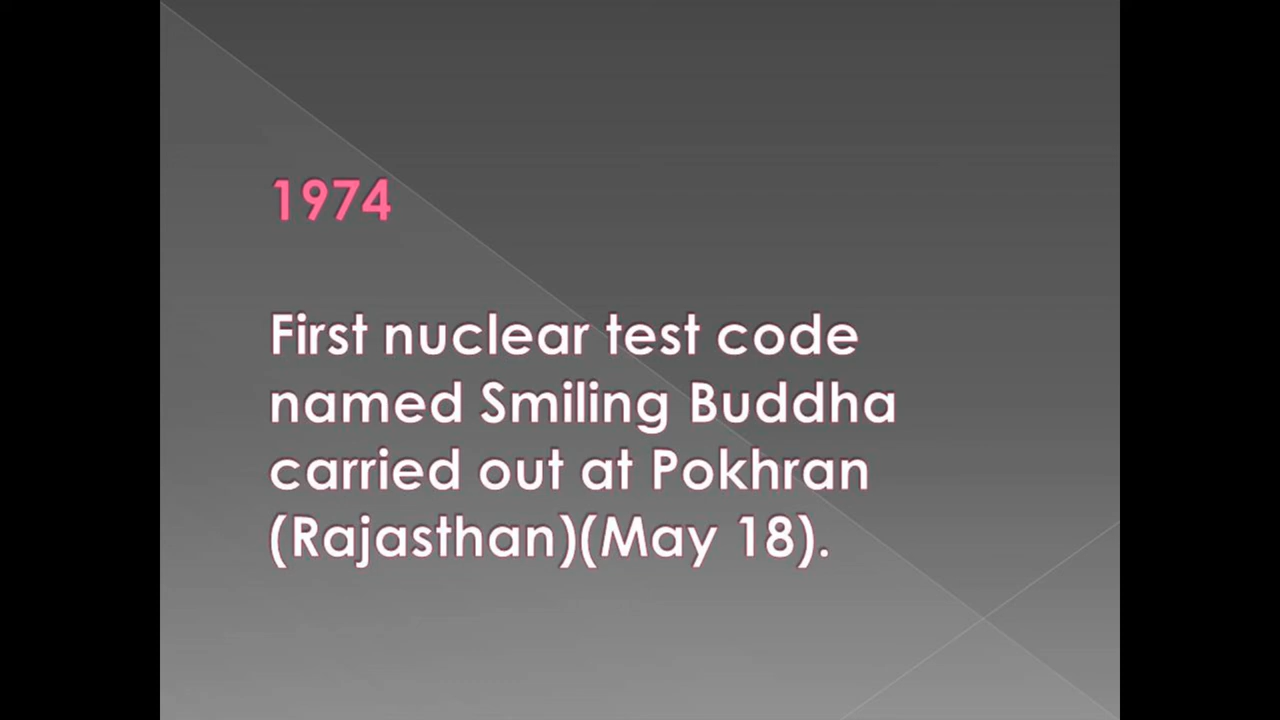 1974
First nuclear test code
named Smiling Buddha
carried out at Pokhran
(Rajasthan)(May 18).